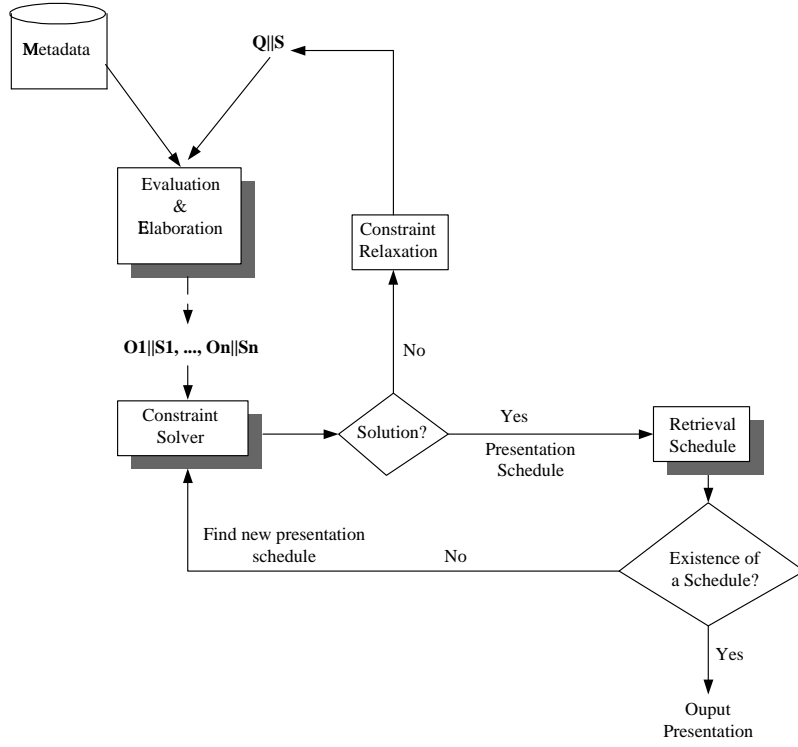 Metadata
Q||S
Evaluation
&
Elaboration
Constraint
Relaxation
No
O1||S1, ..., On||Sn
Constraint
Solver
Solution?
Yes
Presentation
Schedule
Retrieval
Schedule
Find new presentation
schedule
No
Existence of
a Schedule?
Yes
Ouput
Presentation